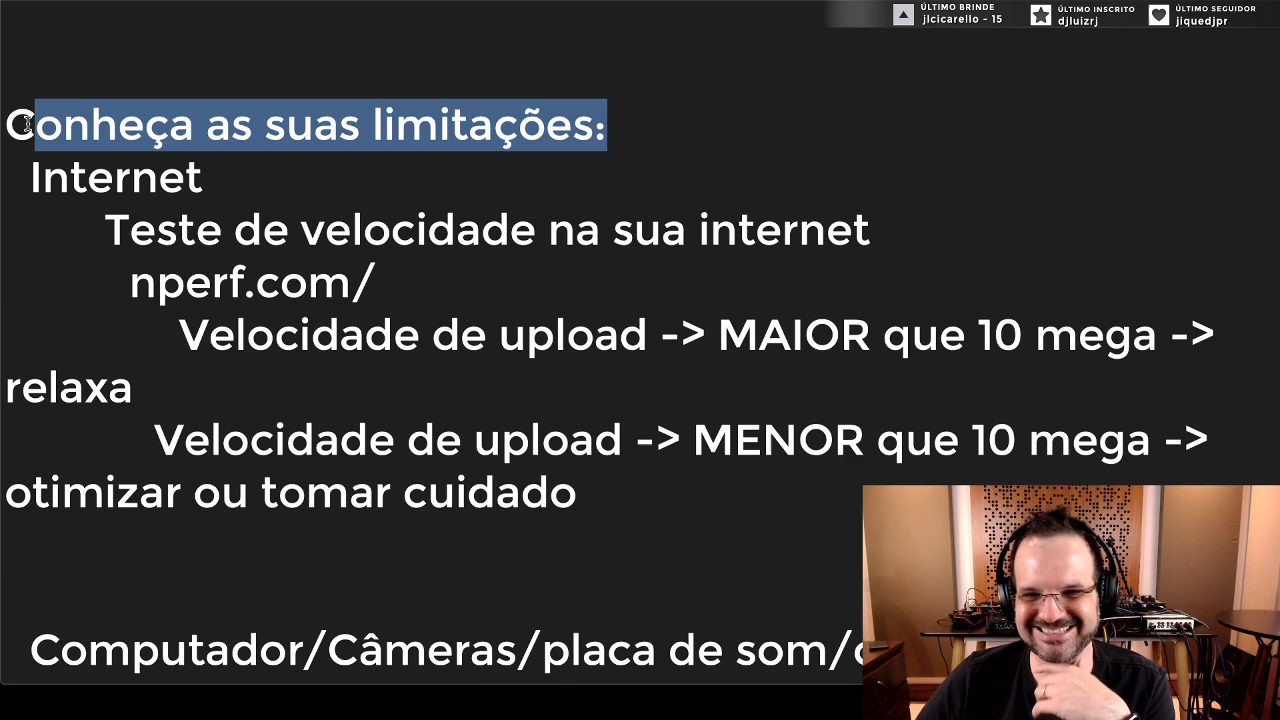 ÚLTIMO BRINDE
jlcicarello - 15
ÚLTIMO INSCRITO
djluizrj
ÚLTIMO SEGUIDOR
jiquedjpr
Conheça as suas limitações:
Internet
Teste de velocidade na sua internet
nperf.com/
Velocidade de upload -> MAIOR que 10 mega ->
relaxa
Velocidade de upload -> MENOR que 10 mega ->
otimizar ou tomar cuidado
Computador/Câmeras/placa de som/